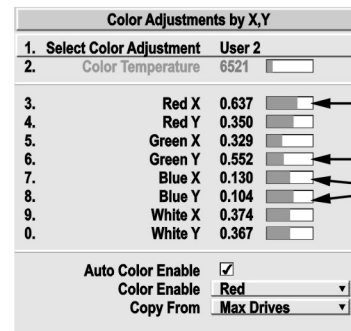 Color Adjustments by X,Y
1. Select Color Adjustment User 2
2. Color Temperature 6521
3. Red X 0.637
4. Red Y 0.350
5. Green X 0.329
6. Green Y 0.552
7. Blue X 0.130
8. Blue Y 0.104
9. White X 0.374
0. White Y 0.367
Auto Color Enable
Color Enable Red
Copy From Max Drives